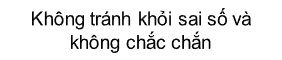 Không tránh khỏi sai số và
không chắc chắn